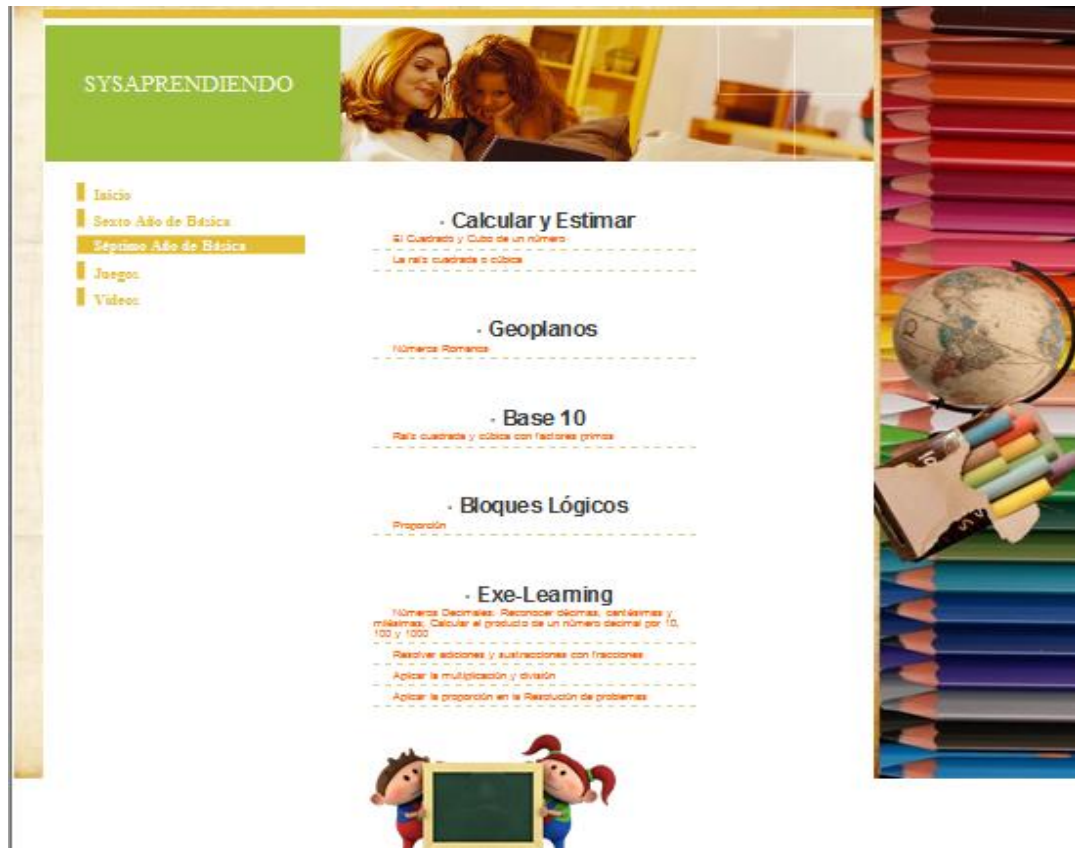 SYSAPRENDIENDO
Inicio
Sexto Año de Básica
Séptimo Año de Básica
Juegos
Videos
· Calcular y Estimar
El Cuadrado y Cubo de un número
La raíz cuadrada o cúbica
· Geoplanos
Números Romanos
· Base 10
Raíz cuadrada y cúbica con factores primos
· Bloques Lógicos
Proporción
· Exe-Learning
Números Decimales: Reconocer décimas, centésimas y
milésimas, Calcular el producto de un número decimal por 10,
100 y 1000
Resolver adiciones y sustracciones con fracciones
Aplicar la multiplicación y división
Aplicar la proporción en la Resolución de problemas